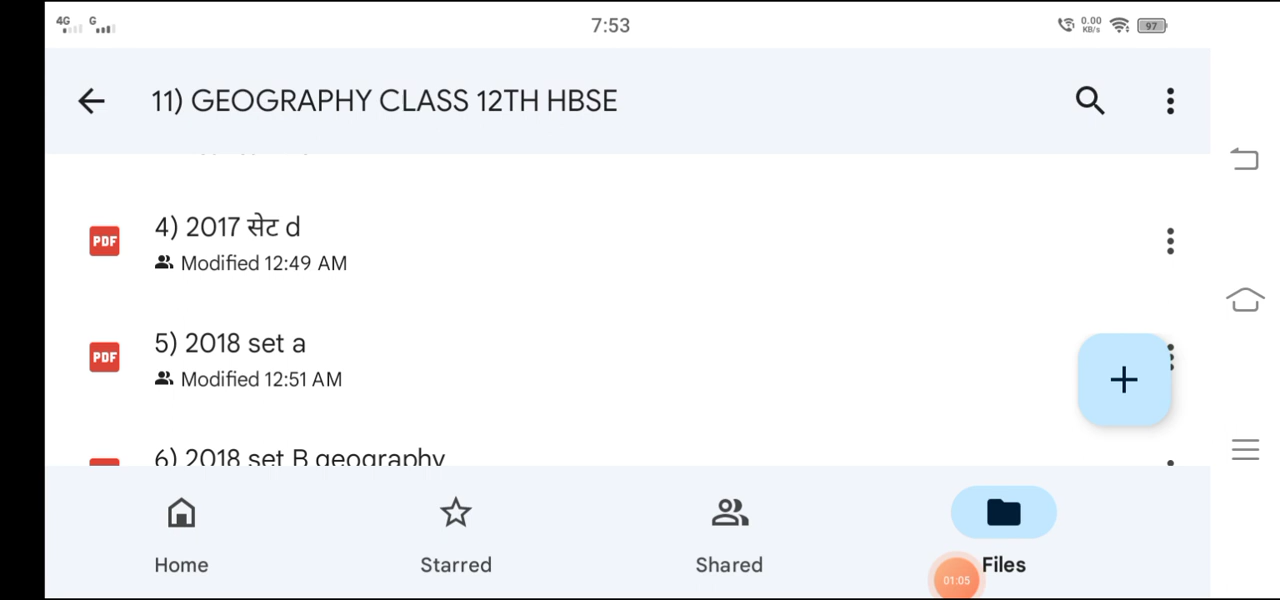 4G G 7:53 0.00 KB/s 97
11) GEOGRAPHY CLASS 12TH HBSE
PDF 4) 2017 सेट d
Modified 12:49 AM
PDF 5) 2018 set a
Modified 12:51 AM
6) 2018 set B geography
Home Starred Shared Files
01:05